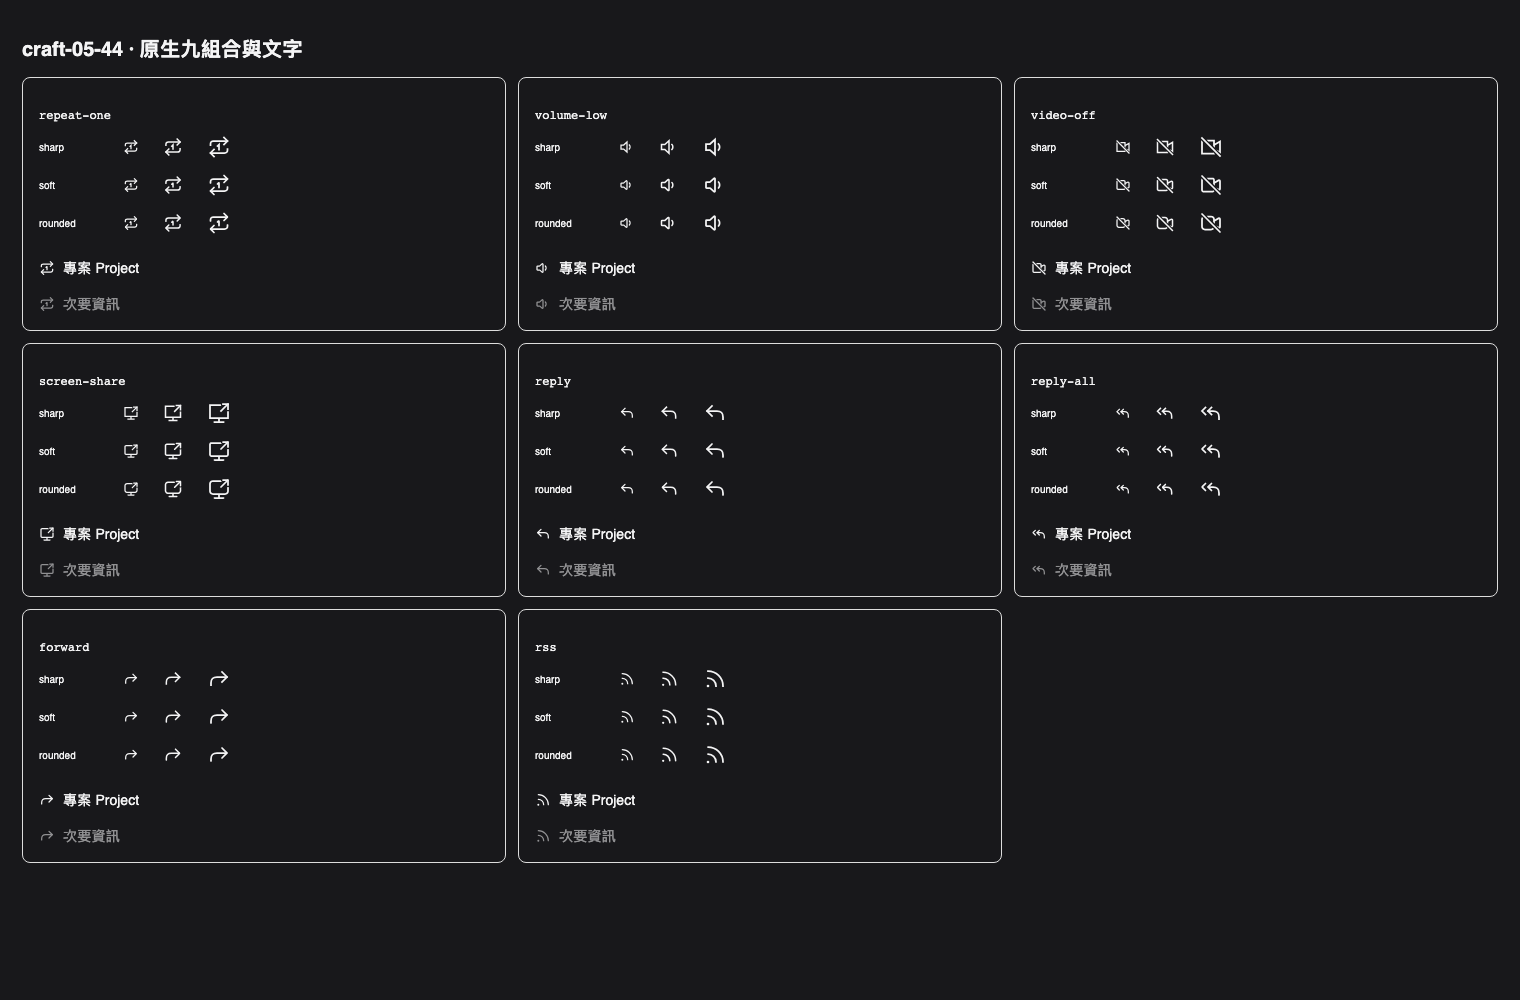 craft-05-44 · 原生九組合與文字
repeat-one
sharp
soft
rounded
專案 Project
次要資訊
volume-low
sharp
soft
rounded
專案 Project
次要資訊
video-off
sharp
soft
rounded
專案 Project
次要資訊
screen-share
sharp
soft
rounded
專案 Project
次要資訊
reply
sharp
soft
rounded
專案 Project
次要資訊
reply-all
sharp
soft
rounded
專案 Project
次要資訊
forward
sharp
soft
rounded
專案 Project
次要資訊
rss
sharp
soft
rounded
專案 Project
次要資訊